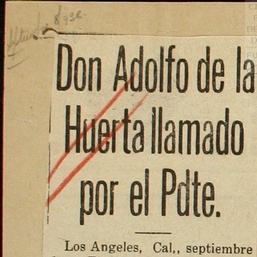 Don Adolfo de la
Huerta llamado
por el Pdte.
Los Angeles, Cal,, septiembre